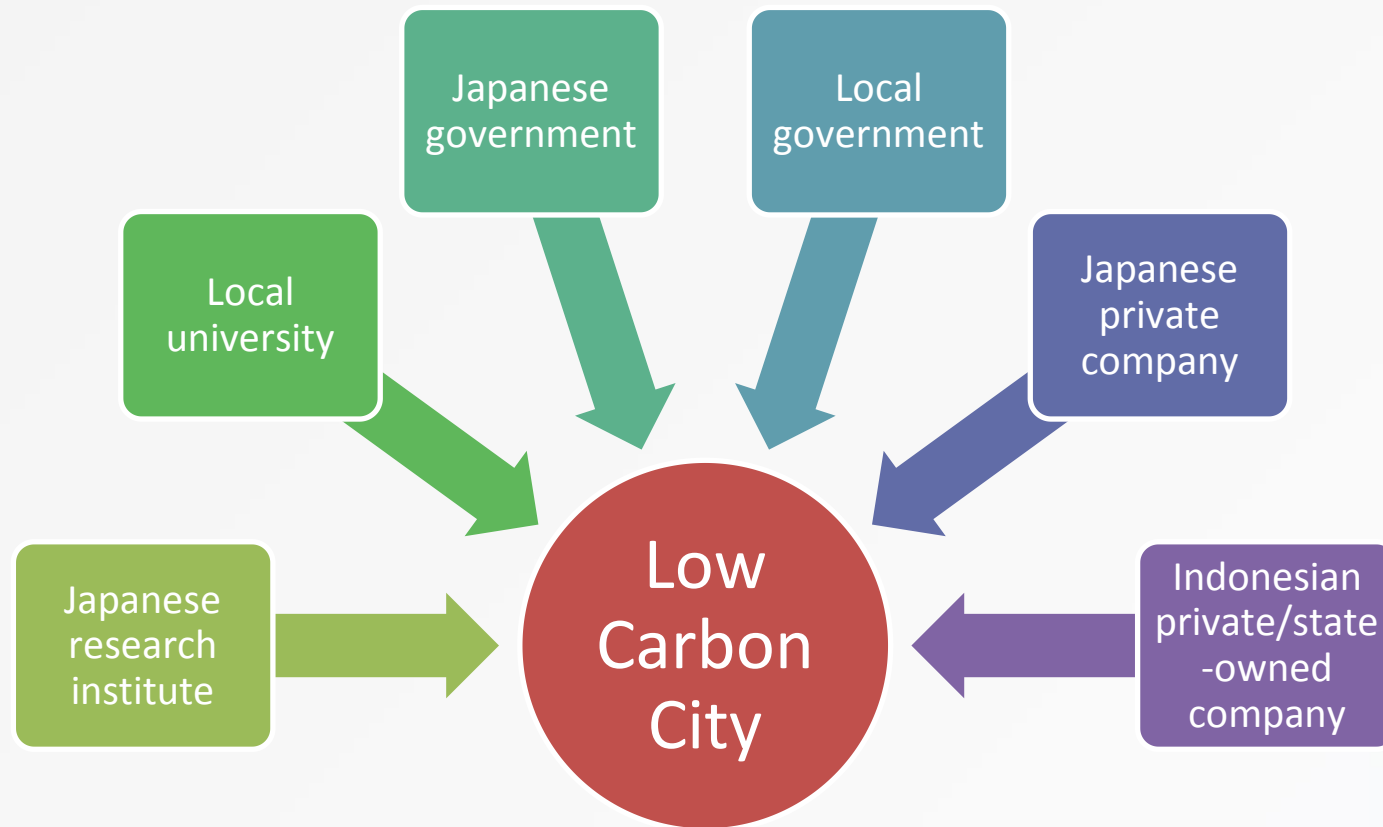 Japanese
government
Local
government
Local
university
Japanese
private
company
Japanese
research
institute
Low
Carbon
City
Indonesian
private/state
-owned
company